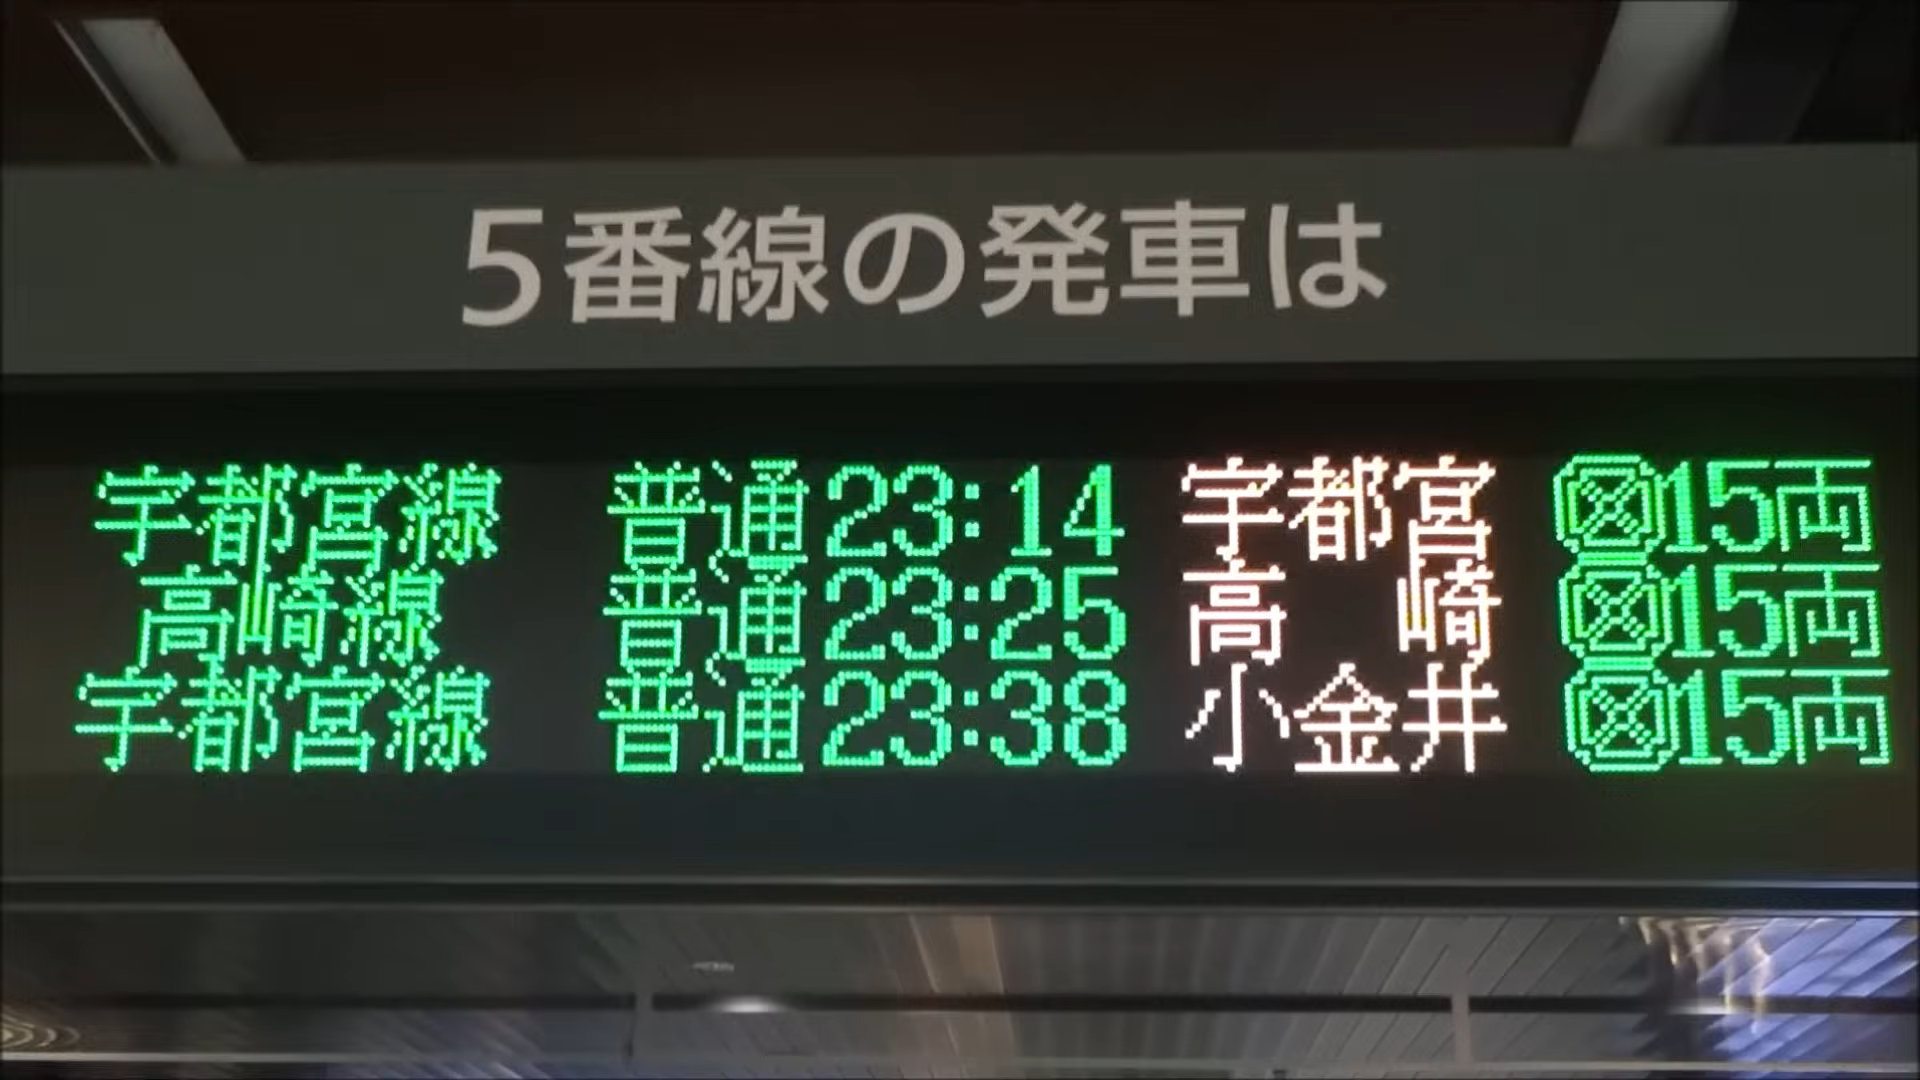 5番線の発車は
宇都宮線 普通 23:14 宇都宮 15両
高崎線 普通 23:25 高崎 15両
宇都宮線 普通 23:38 小金井 15両